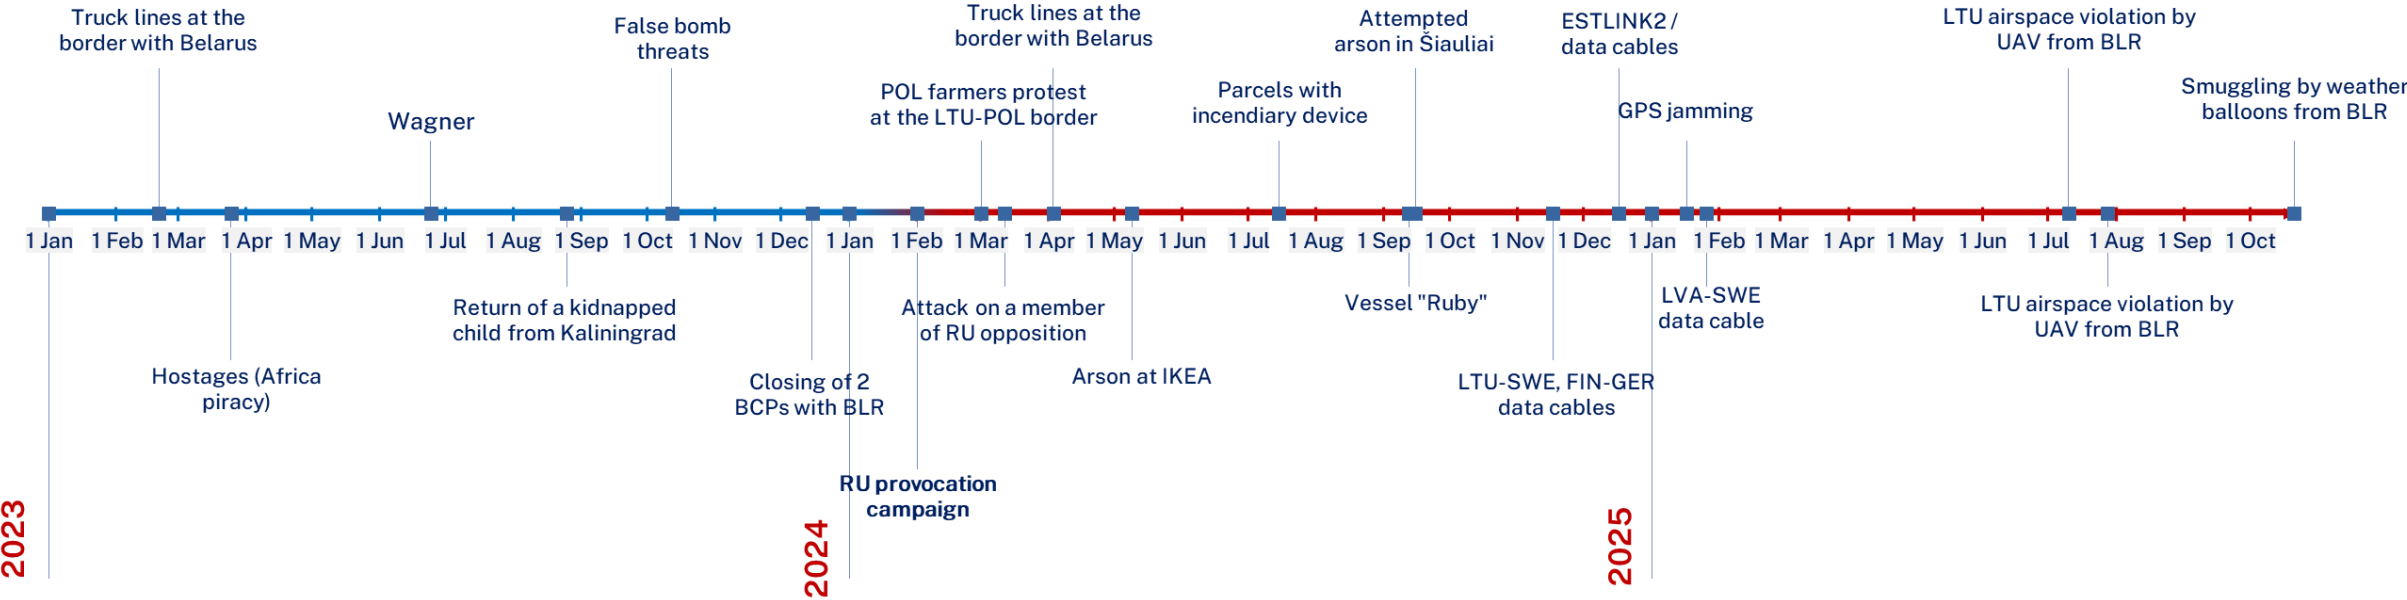 Truck lines at the
border with Belarus
Wagner
False bomb
threats
Truck lines at the
border with Belarus
POL farmers protest
at the LTU-POL border
Parcels with
incendiary device
Attempted
arson in Šiauliai
ESTLINK2 /
data cables
GPS jamming
LTU airspace violation by
UAV from BLR
Smuggling by weather
balloons from BLR
1 Jan 1 Feb 1 Mar 1 Apr 1 May 1 Jun 1 Jul 1 Aug 1 Sep 1 Oct 1 Nov 1 Dec 1 Jan 1 Feb 1 Mar 1 Apr 1 May 1 Jun 1 Jul 1 Aug 1 Sep 1 Oct 1 Nov 1 Dec 1 Jan 1 Feb 1 Mar 1 Apr 1 May 1 Jun 1 Jul 1 Aug 1 Sep 1 Oct
Hostages (Africa
piracy)
Return of a kidnapped
child from Kaliningrad
Closing of 2
BCPs with BLR
RU provocation
campaign
Attack on a member
of RU opposition
Arson at IKEA
Vessel "Ruby"
LTU-SWE, FIN-GER
data cables
LVA-SWE
data cable
LTU airspace violation by
UAV from BLR
2023
2024
2025